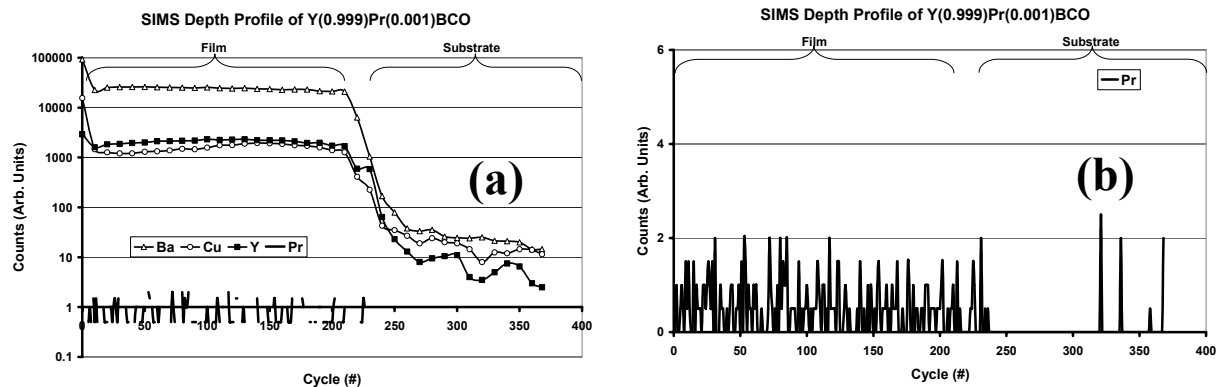 SIMS Depth Profile of Y(0.999)Pr(0.001)BCO
Film
Substrate
100000
10000
1000
100
10
1
0.1
0 50 100 150 200 250 300 350 400
Counts (Arb. Units)
Cycle (#)
Ba Cu Y Pr
(a)
SIMS Depth Profile of Y(0.999)Pr(0.001)BCO
Film
Substrate
6
4
2
0
0 50 100 150 200 250 300 350 400
Counts (Arb. Units)
Cycle (#)
Pr
(b)